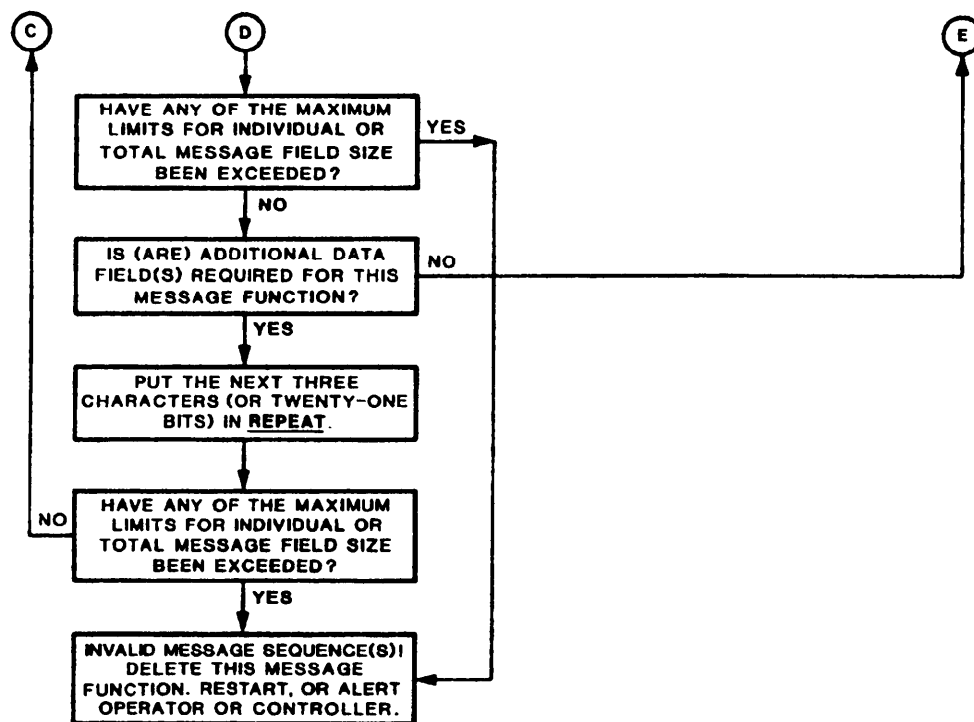 C
D
E
HAVE ANY OF THE MAXIMUM
LIMITS FOR INDIVIDUAL OR
TOTAL MESSAGE FIELD SIZE
BEEN EXCEEDED?
YES
NO
IS (ARE) ADDITIONAL DATA
FIELD(S) REQUIRED FOR THIS
MESSAGE FUNCTION?
NO
YES
PUT THE NEXT THREE
CHARACTERS (OR TWENTY-ONE
BITS) IN REPEAT.
HAVE ANY OF THE MAXIMUM
LIMITS FOR INDIVIDUAL OR
TOTAL MESSAGE FIELD SIZE
BEEN EXCEEDED?
NO
YES
INVALID MESSAGE SEQUENCE(S)!
DELETE THIS MESSAGE
FUNCTION. RESTART, OR ALERT
OPERATOR OR CONTROLLER.